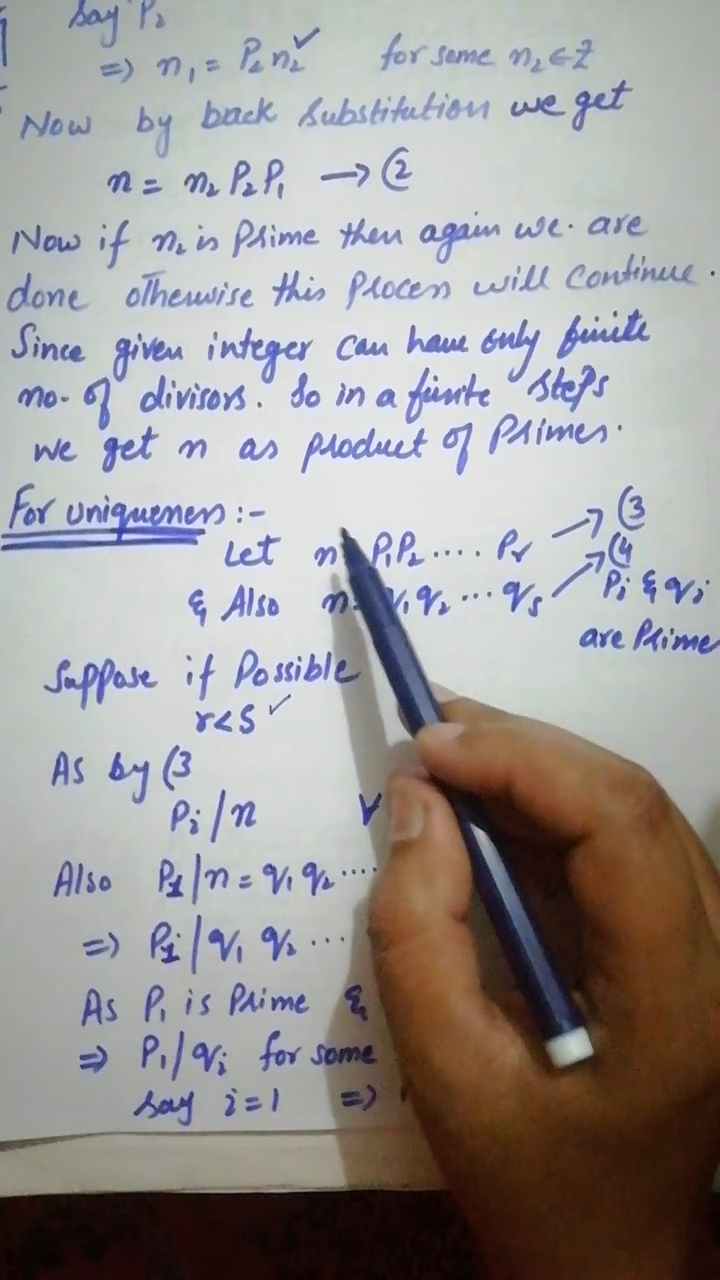 Say P₂
=> n₁ = P₂ n₂ ✓ for some n₂ ∈ Z
Now by back substitution we get
n = n₂ P₂ P₁ → (2
Now if n₂ is Prime then again we are
done otherwise this Process will continue.
Since given integer can have only finite
no. of divisors. So in a finite steps
we get n as product of Primes.
For uniqueness :-
Let n P₁P₂ .... Pᵣ → (3
& Also n= q₁ q₂ ... qₛ → (4
Pᵢ & qⱼ
are Prime
Suppose if Possible
r<S ✓
As by (3
Pᵢ / n
Also P₁ / n = q₁ q₂ ....
=> P₁ / q₁ q₂ ...
As P₁ is Prime &
=> P₁ / qᵢ for some
Say i = 1 =>